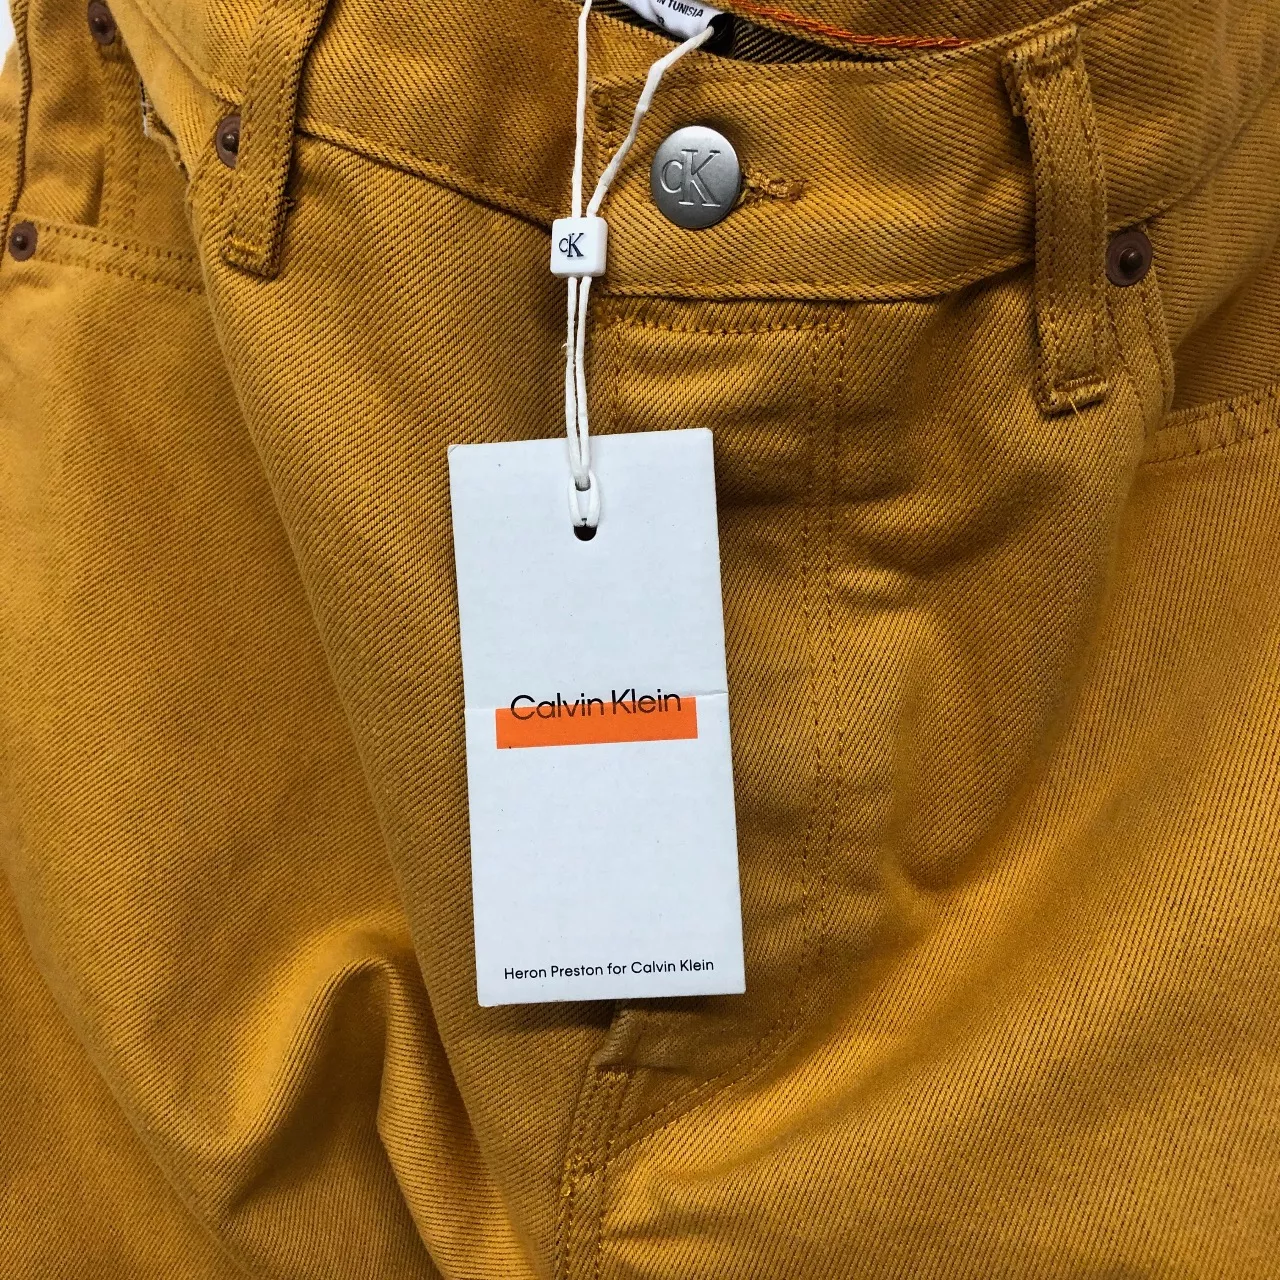 IN TUNISIA
cK
cK
Calvin Klein
Heron Preston for Calvin Klein